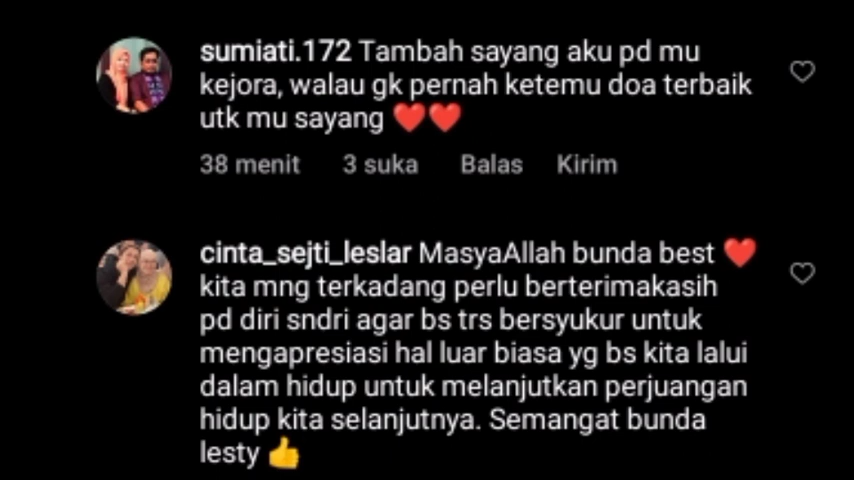 sumiati.172 Tambah sayang aku pd mu
kejora, walau gk pernah ketemu doa terbaik
utk mu sayang ❤️❤️
38 menit 3 suka Balas Kirim
cinta_sejti_leslar MasyaAllah bunda best ❤️
kita mng terkadang perlu berterimakasih
pd diri sndri agar bs trs bersyukur untuk
mengapresiasi hal luar biasa yg bs kita lalui
dalam hidup untuk melanjutkan perjuangan
hidup kita selanjutnya. Semangat bunda
lesty 👍